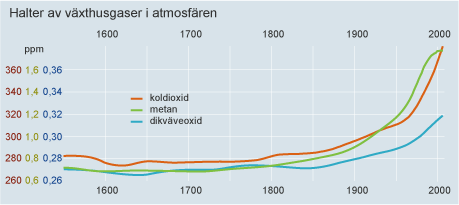 Halter av växthusgaser i atmosfären
1600 1700 1800 1900 2000
ppm
360 1,6 0,36
340 1,4 0,34
320 1,2 0,32
300 1,0 0,30
280 0,8 0,28
260 0,6 0,26
koldioxid
metan
dikväveoxid
1600 1700 1800 1900 2000